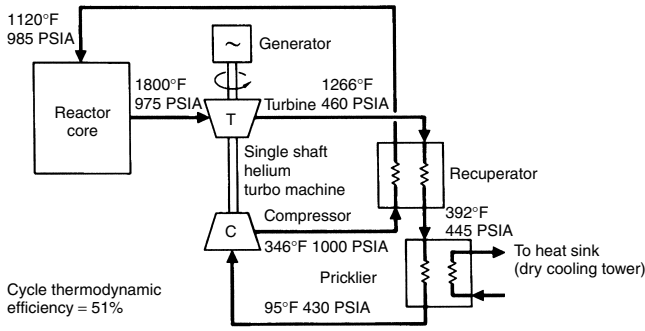 1120°F
985 PSIA
~
Generator
1800°F
975 PSIA
1266°F
Turbine 460 PSIA
Reactor
core
T
Single shaft
helium
turbo machine
Recuperator
Compressor
C
346°F 1000 PSIA
392°F
445 PSIA
To heat sink
(dry cooling tower)
Pricklier
Cycle thermodynamic
efficiency = 51%
95°F 430 PSIA